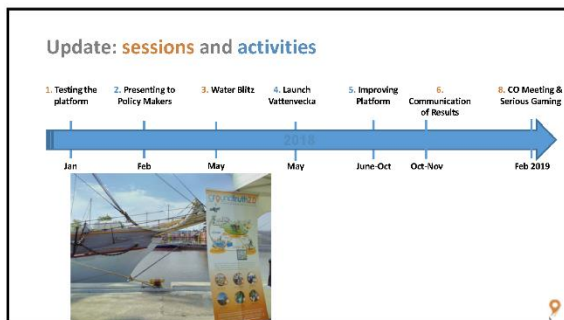 Update: sessions and activities
1. Testing the
platform
2. Presenting to
Policy Makers
3. Water Blitz
4. Launch
Vattenvecka
5. Improving
Platform
6.
Communication
of Results
8. CO Meeting &
Serious Gaming
2018
Jan
Feb
May
May
June-Oct
Oct-Nov
Feb 2019
groundtruth2.0